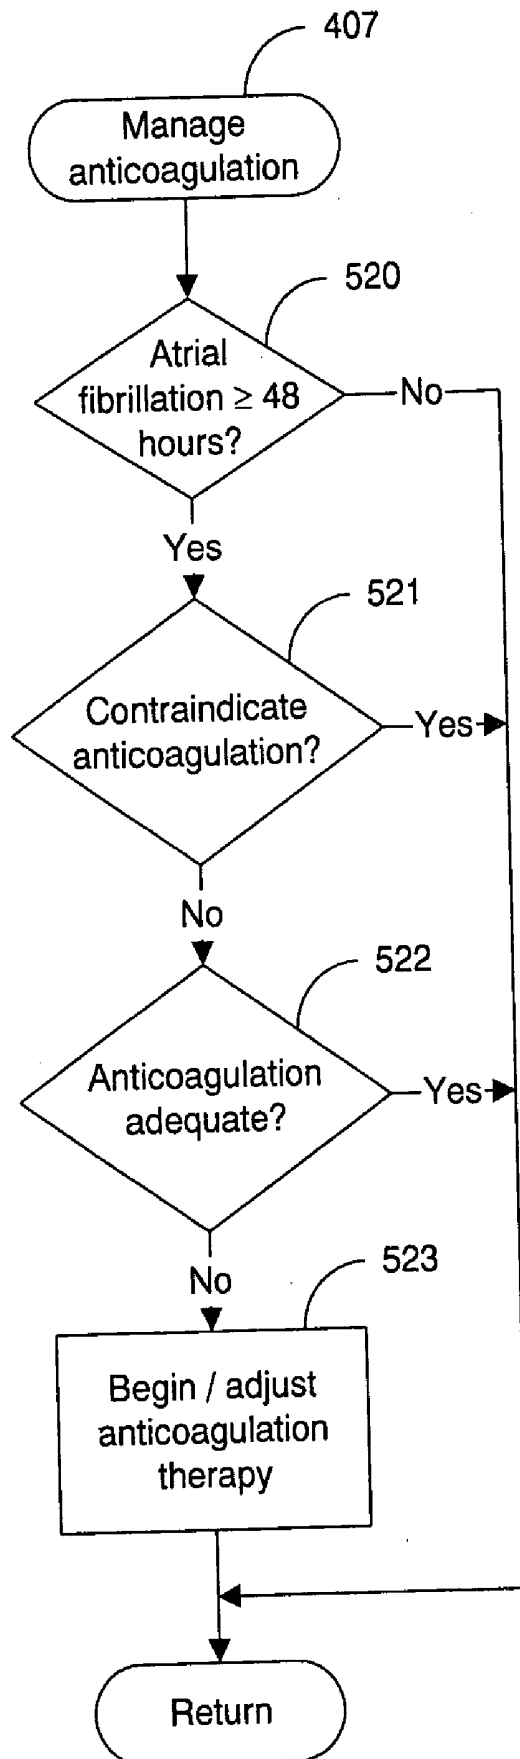 407
Manage
anticoagulation
520
Atrial
fibrillation ≥ 48
hours?
No
Yes
521
Contraindicate
anticoagulation?
Yes
No
522
Anticoagulation
adequate?
Yes
No
523
Begin / adjust
anticoagulation
therapy
Return